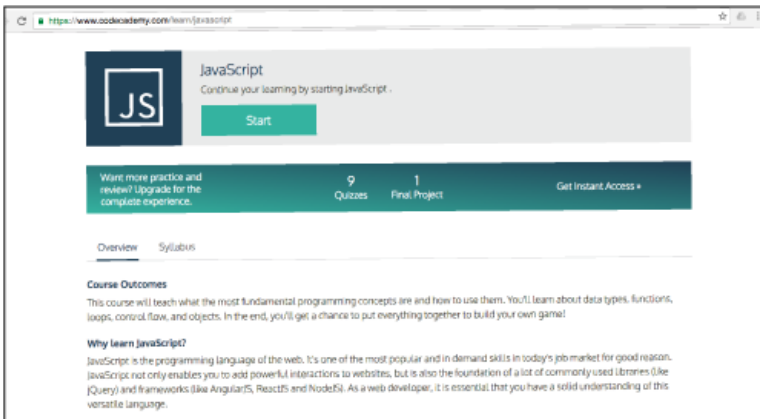 https://www.codecademy.com/learn/javascript
JS
JavaScript
Continue your learning by starting JavaScript .
Start
Want more practice and
review? Upgrade for the
complete experience.
9
Quizzes
1
Final Project
Get Instant Access »
Overview
Syllabus
Course Outcomes
This course will teach what the most fundamental programming concepts are and how to use them. You'll learn about data types, functions,
loops, control flow, and objects. In the end, you'll get a chance to put everything together to build your own game!
Why learn JavaScript?
JavaScript is the programming language of the web. It's one of the most popular and in demand skills in today's job market for good reason.
JavaScript not only enables you to add powerful interactions to websites, but is also the foundation of a lot of commonly used libraries (like
jQuery) and frameworks (like AngularJS, ReactJS and NodeJS). As a web developer, it is essential that you have a solid understanding of this
versatile language.